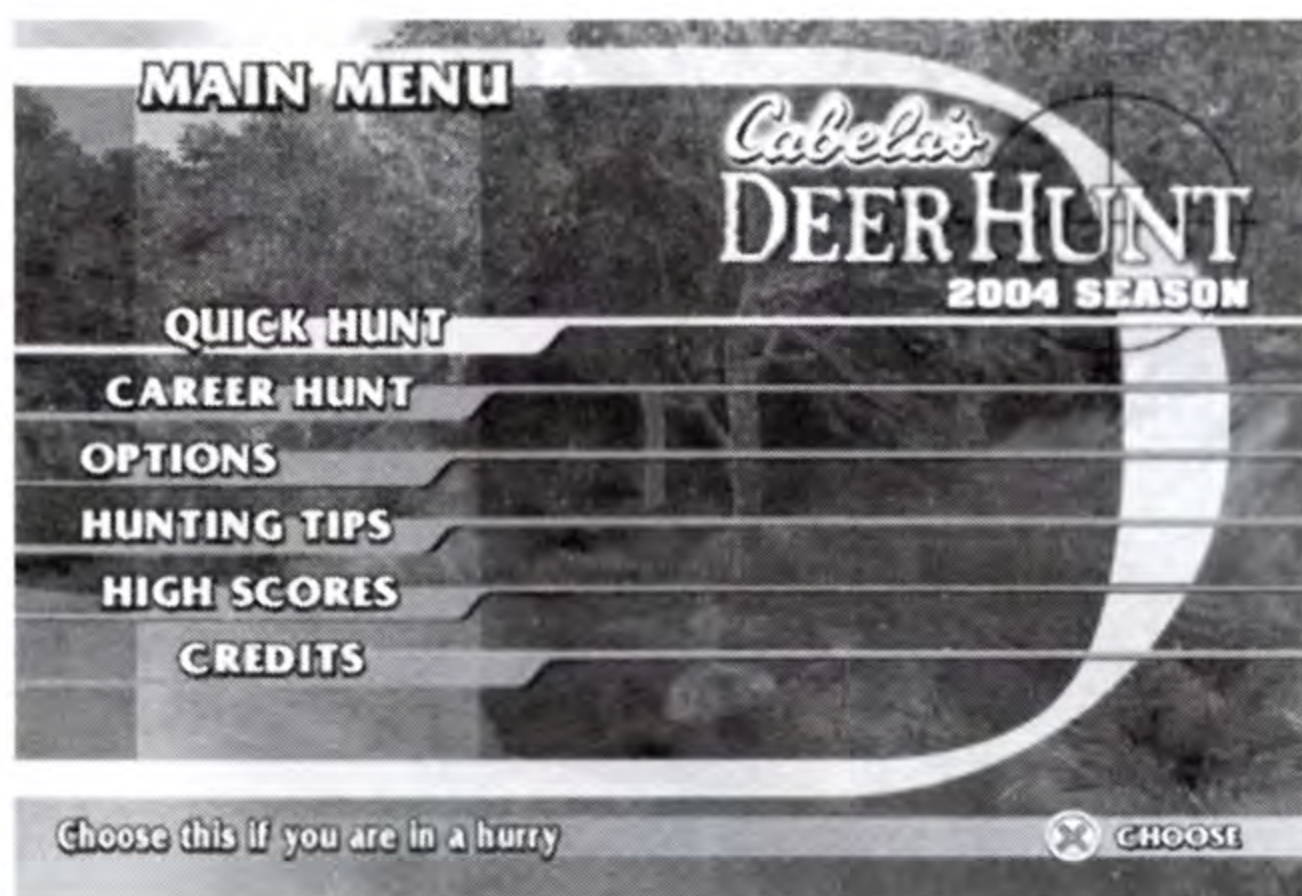 MAIN MENU
Cabela's
DEER HUNT
2004 SEASON
QUICK HUNT
CAREER HUNT
OPTIONS
HUNTING TIPS
HIGH SCORES
CREDITS
Choose this if you are in a hurry
CHOOSE